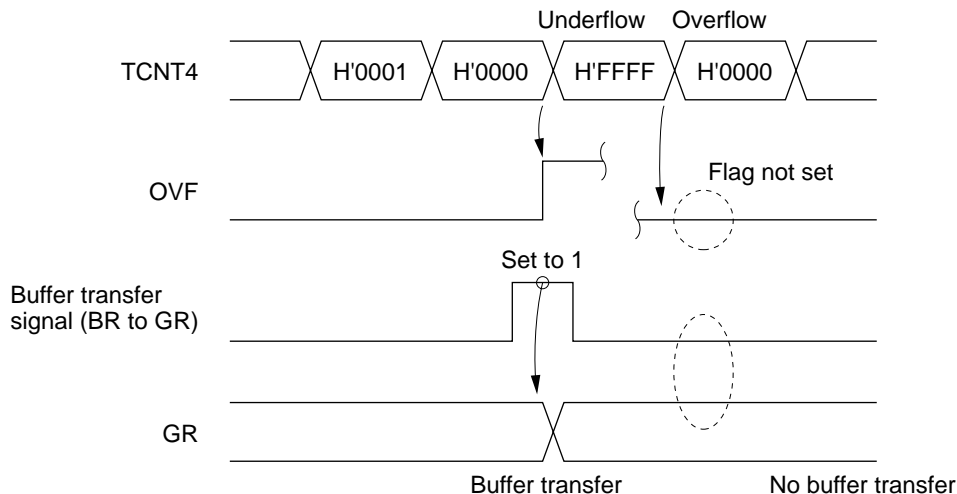 Underflow Overflow
TCNT4 H'0001 H'0000 H'FFFF H'0000
OVF
Flag not set
Set to 1
Buffer transfer
signal (BR to GR)
GR
Buffer transfer No buffer transfer